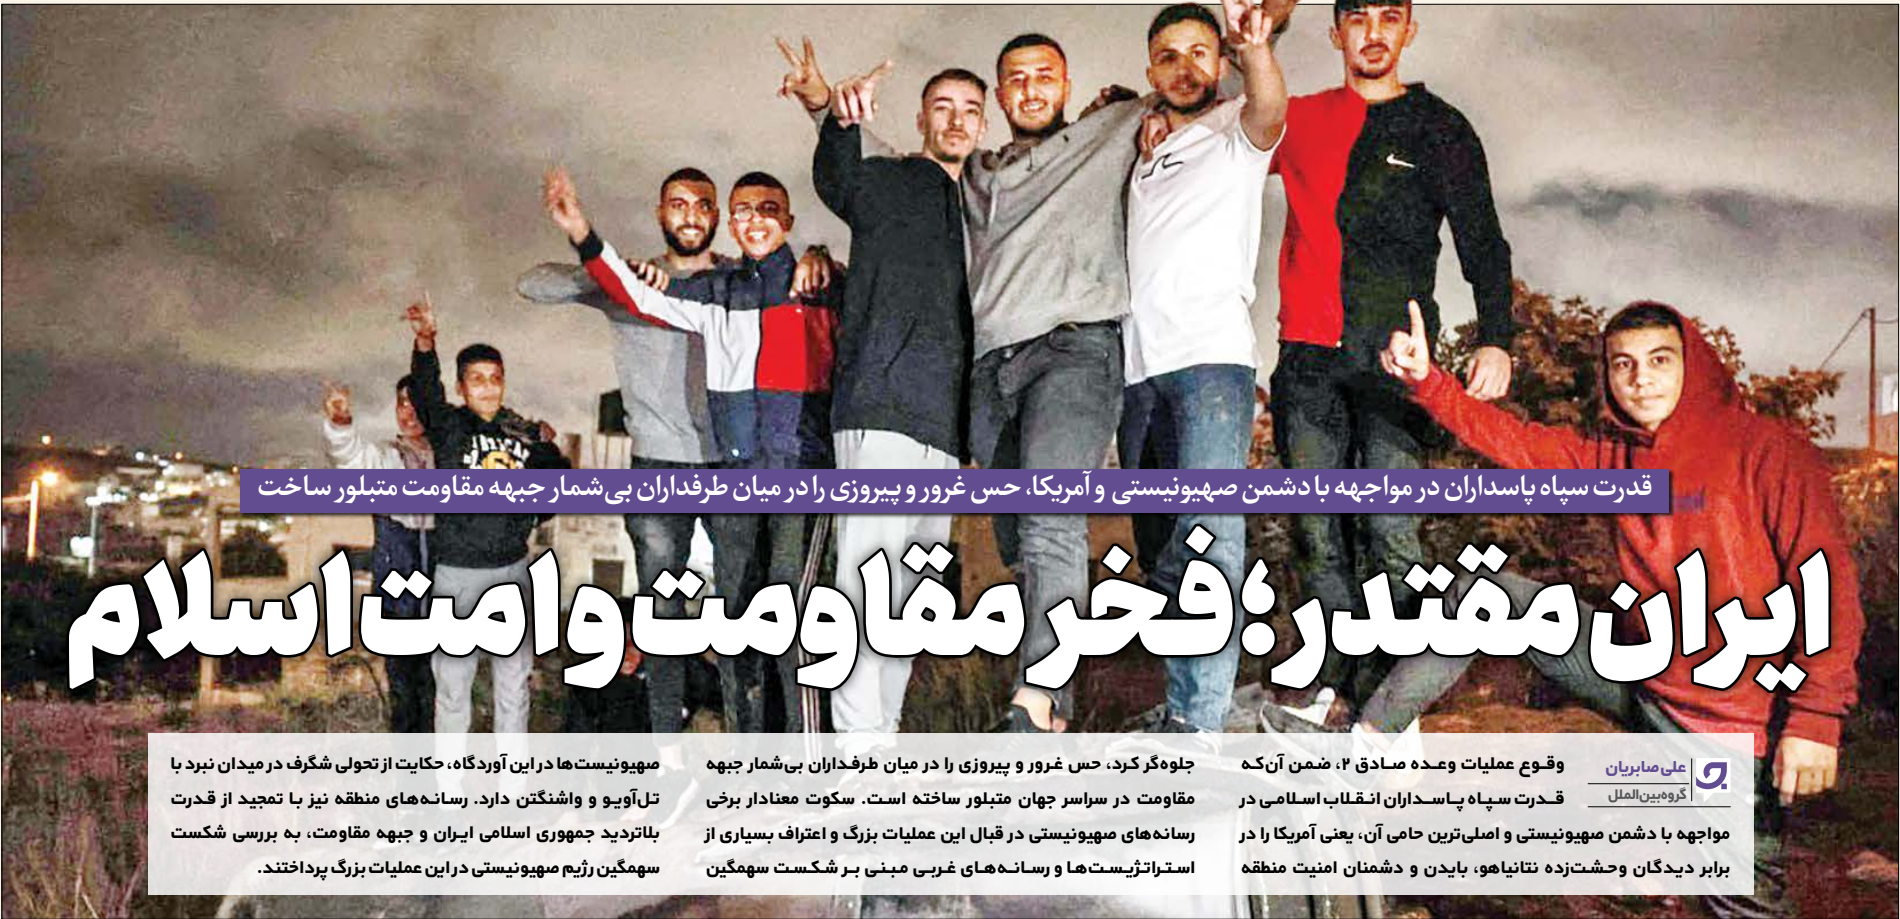 قدرت سپاه پاسداران در مواجهه با دشمن صهیونیستی و آمریکا، حس غرور و پیروزی را در میان طرفداران بی‌شمار جبهه مقاومت متبلور ساخت
ایران مقتدر؛ فخر مقاومت و امت اسلام
علی صابریان
گروه بین‌الملل
وقوع عملیات وعده صادق ۲، ضمن آن‌که
قدرت سپاه پاسداران انقلاب اسلامی در
مواجهه با دشمن صهیونیستی و اصلی‌ترین حامی آن، یعنی آمریکا را در
برابر دیدگان وحشت‌زده نتانیاهو، بایدن و دشمنان امنیت منطقه
جلوه‌گر کرد، حس غرور و پیروزی را در میان طرفداران بی‌شمار جبهه
مقاومت در سراسر جهان متبلور ساخته است. سکوت معنادار برخی
رسانه‌های صهیونیستی در قبال این عملیات بزرگ و اعتراف بسیاری از
استراتژیست‌ها و رسانه‌های غربی مبنی بر شکست سهمگین
صهیونیست‌ها در این آوردگاه، حکایت از تحولی شگرف در میدان نبرد با
تل‌آویو و واشنگتن دارد. رسانه‌های منطقه نیز با تمجید از قدرت
بلاتردید جمهوری اسلامی ایران و جبهه مقاومت، به بررسی شکست
سهمگین رژیم صهیونیستی در این عملیات بزرگ پرداختند.